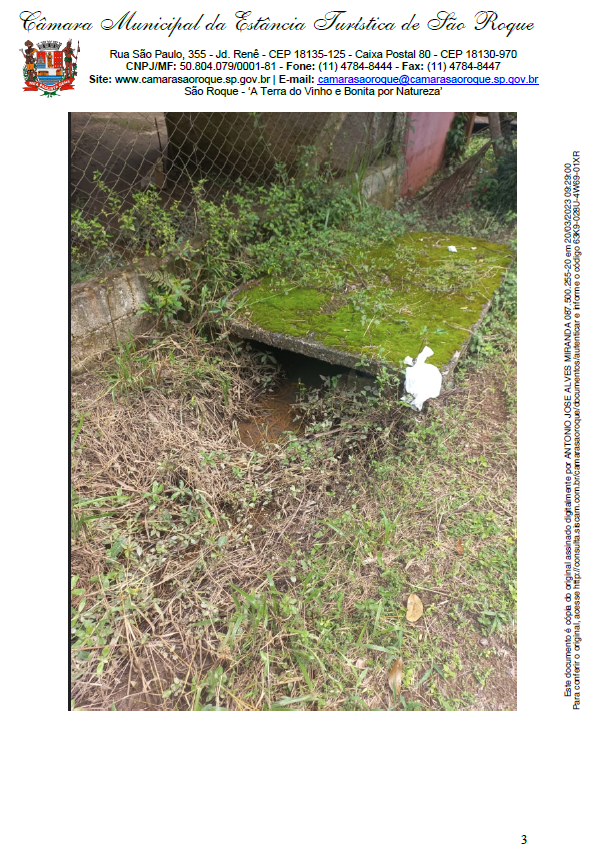 Câmara Municipal da Estância Turística de São Roque
Rua São Paulo, 355 - Jd. Renê - CEP 18135-125 - Caixa Postal 80 - CEP 18130-970
CNPJ/MF: 50.804.079/0001-81 - Fone: (11) 4784-8444 - Fax: (11) 4784-8447
Site: www.camarasaoroque.sp.gov.br | E-mail: camarasaoroque@camarasaoroque.sp.gov.br
São Roque - 'A Terra do Vinho e Bonita por Natureza'
Este documento é cópia do original assinado digitalmente por ANTONIO JOSE ALVES MIRANDA 087.500.255-20 em 20/03/2023 09:29:00
Para conferir o original, acesse http://consulta.siscam.com.br/camarasaoroque/documentos/autenticar e informe o código 63K9-028U-4W69-01XR
3